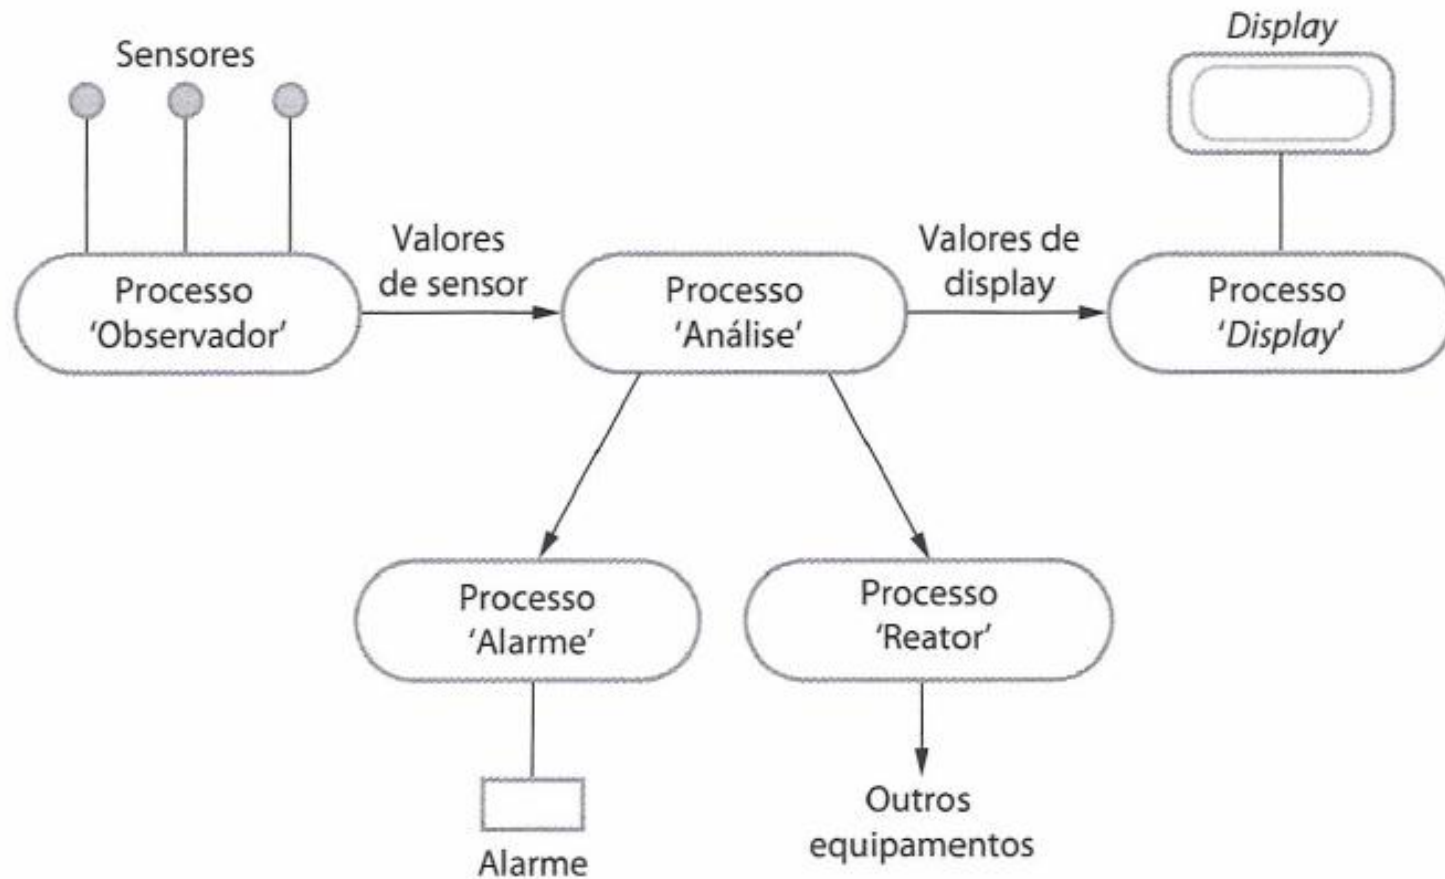 Display
Sensores
Valores
de sensor
Valores de
display
Processo
'Observador'
Processo
'Análise'
Processo
'Display'
Processo
'Alarme'
Processo
'Reator'
Outros
equipamentos
Alarme